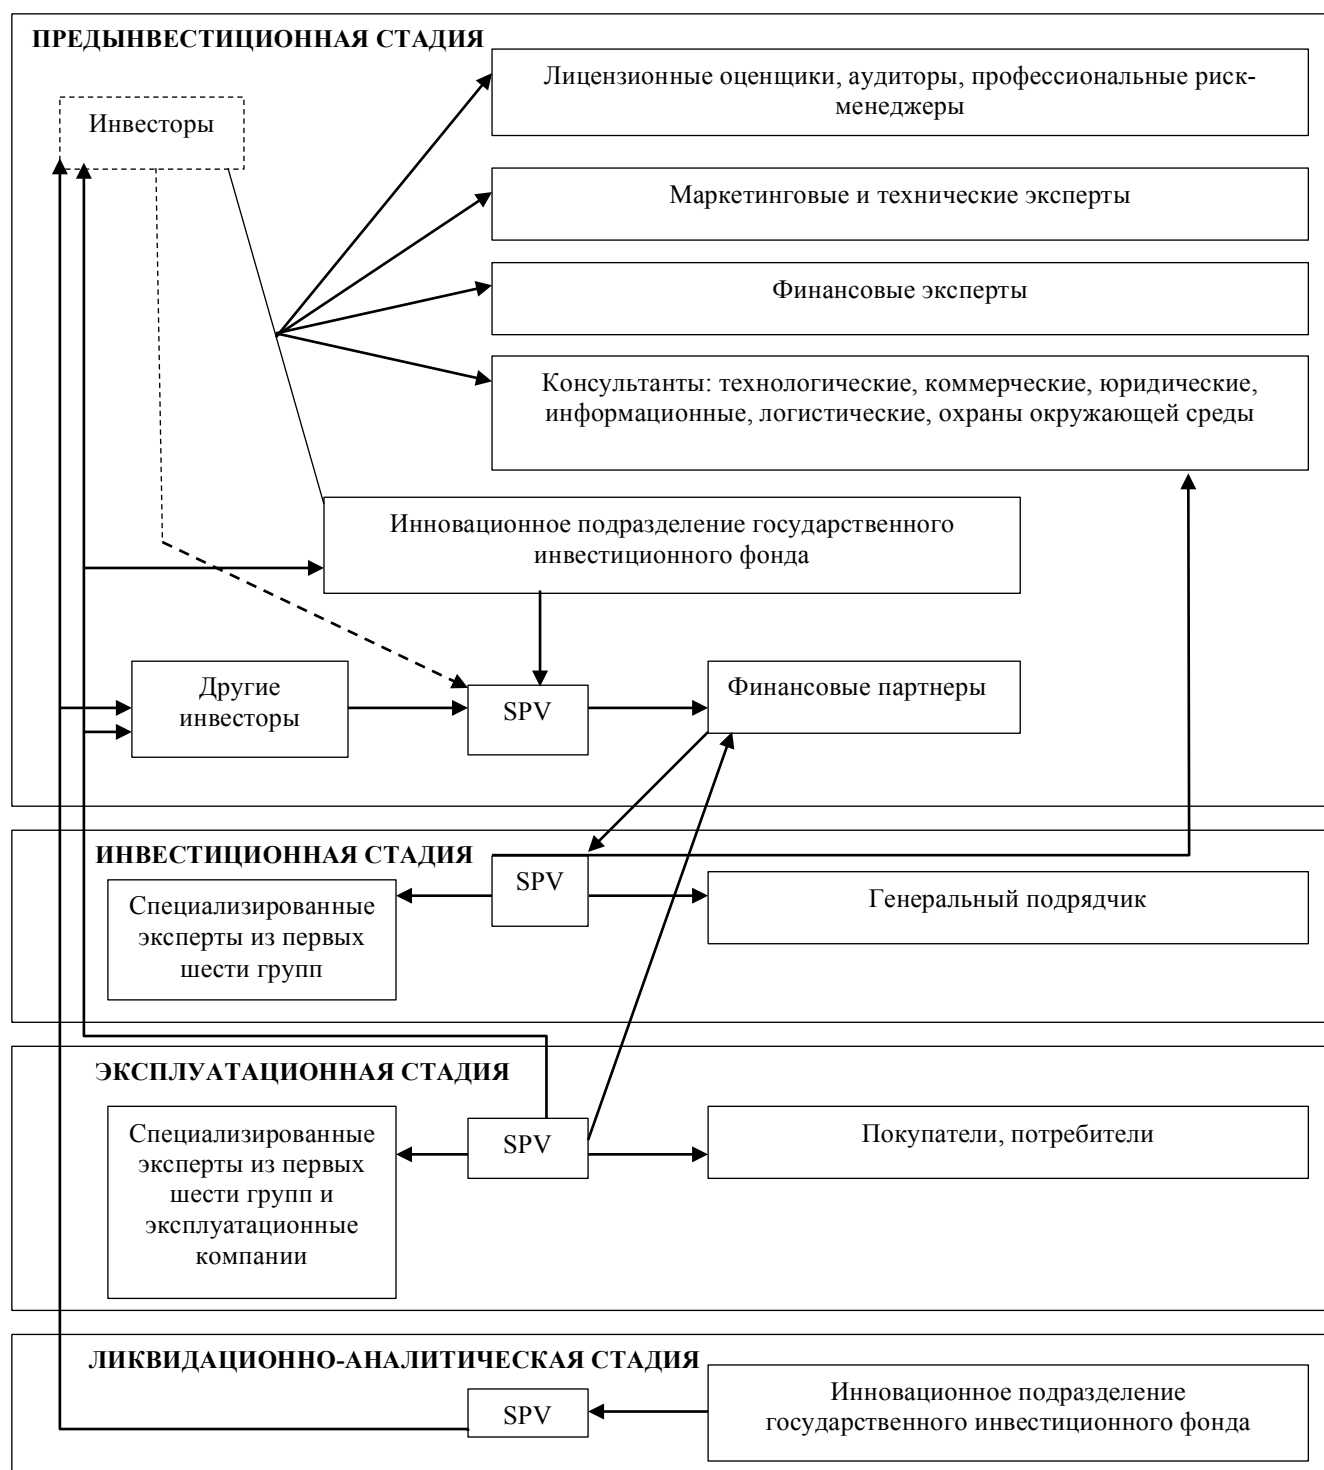 ПРЕДЫНВЕСТИЦИОННАЯ СТАДИЯ
Инвесторы
Лицензионные оценщики, аудиторы, профессиональные риск-
менеджеры
Маркетинговые и технические эксперты
Финансовые эксперты
Консультанты: технологические, коммерческие, юридические,
информационные, логистические, охраны окружающей среды
Инновационное подразделение государственного
инвестиционного фонда
Другие
инвесторы
SPV
Финансовые партнеры
ИНВЕСТИЦИОННАЯ СТАДИЯ
Специализированные
эксперты из первых
шести групп
SPV
Генеральный подрядчик
ЭКСПЛУАТАЦИОННАЯ СТАДИЯ
Специализированные
эксперты из первых
шести групп и
эксплуатационные
компании
SPV
Покупатели, потребители
ЛИКВИДАЦИОННО-АНАЛИТИЧЕСКАЯ СТАДИЯ
SPV
Инновационное подразделение
государственного инвестиционного фонда